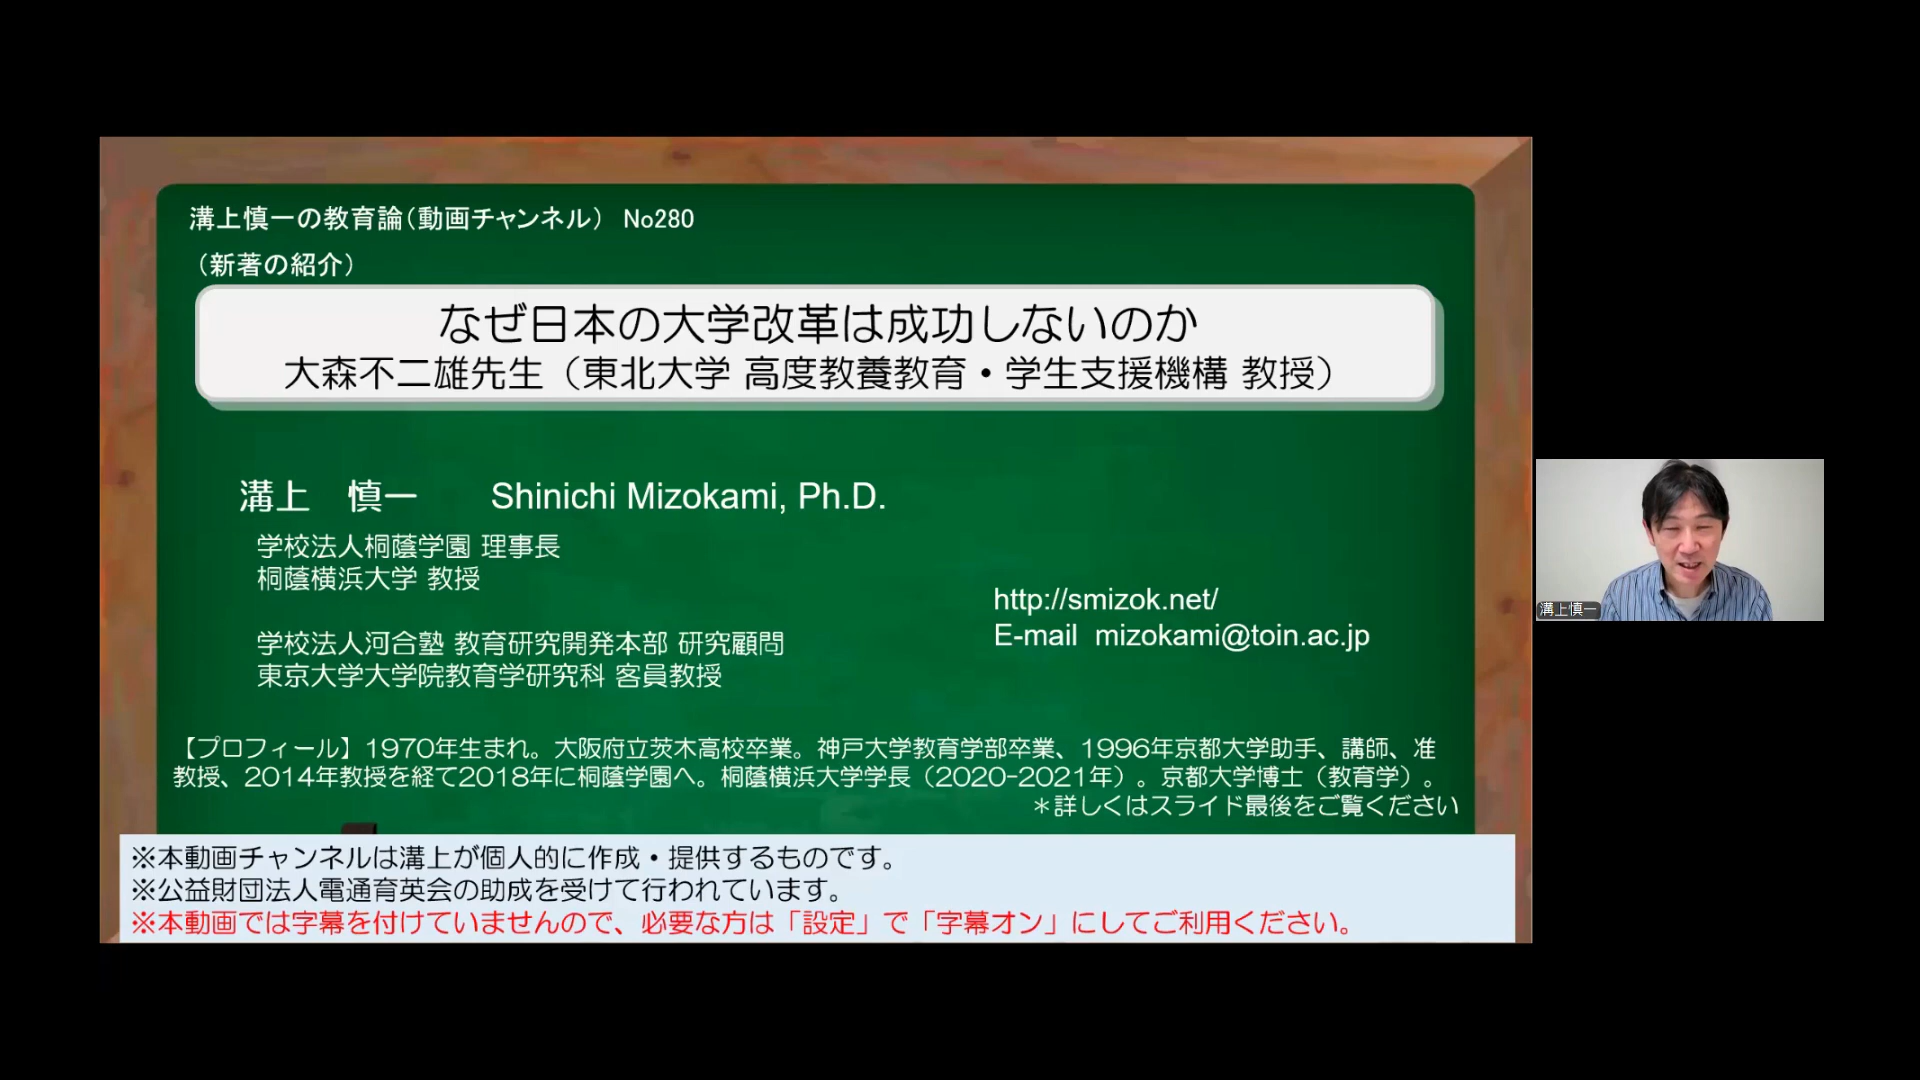 溝上慎一の教育論（動画チャンネル） No280
（新著の紹介）
なぜ日本の大学改革は成功しないのか
大森不二雄先生（東北大学 高度教養教育・学生支援機構 教授）
溝上 慎一 Shinichi Mizokami, Ph.D.
学校法人桐蔭学園 理事長
桐蔭横浜大学 教授
学校法人河合塾 教育研究開発本部 研究顧問
東京大学大学院教育学研究科 客員教授
http://smizok.net/
E-mail mizokami@toin.ac.jp
【プロフィール】1970年生まれ。大阪府立茨木高校卒業。神戸大学教育学部卒業、1996年京都大学助手、講師、准
教授、2014年教授を経て2018年に桐蔭学園へ。桐蔭横浜大学学長（2020-2021年）。京都大学博士（教育学）。
＊詳しくはスライド最後をご覧ください
※本動画チャンネルは溝上が個人的に作成・提供するものです。
※公益財団法人電通育英会の助成を受けて行われています。
※本動画では字幕を付けていませんので、必要な方は「設定」で「字幕オン」にしてご利用ください。
溝上慎一